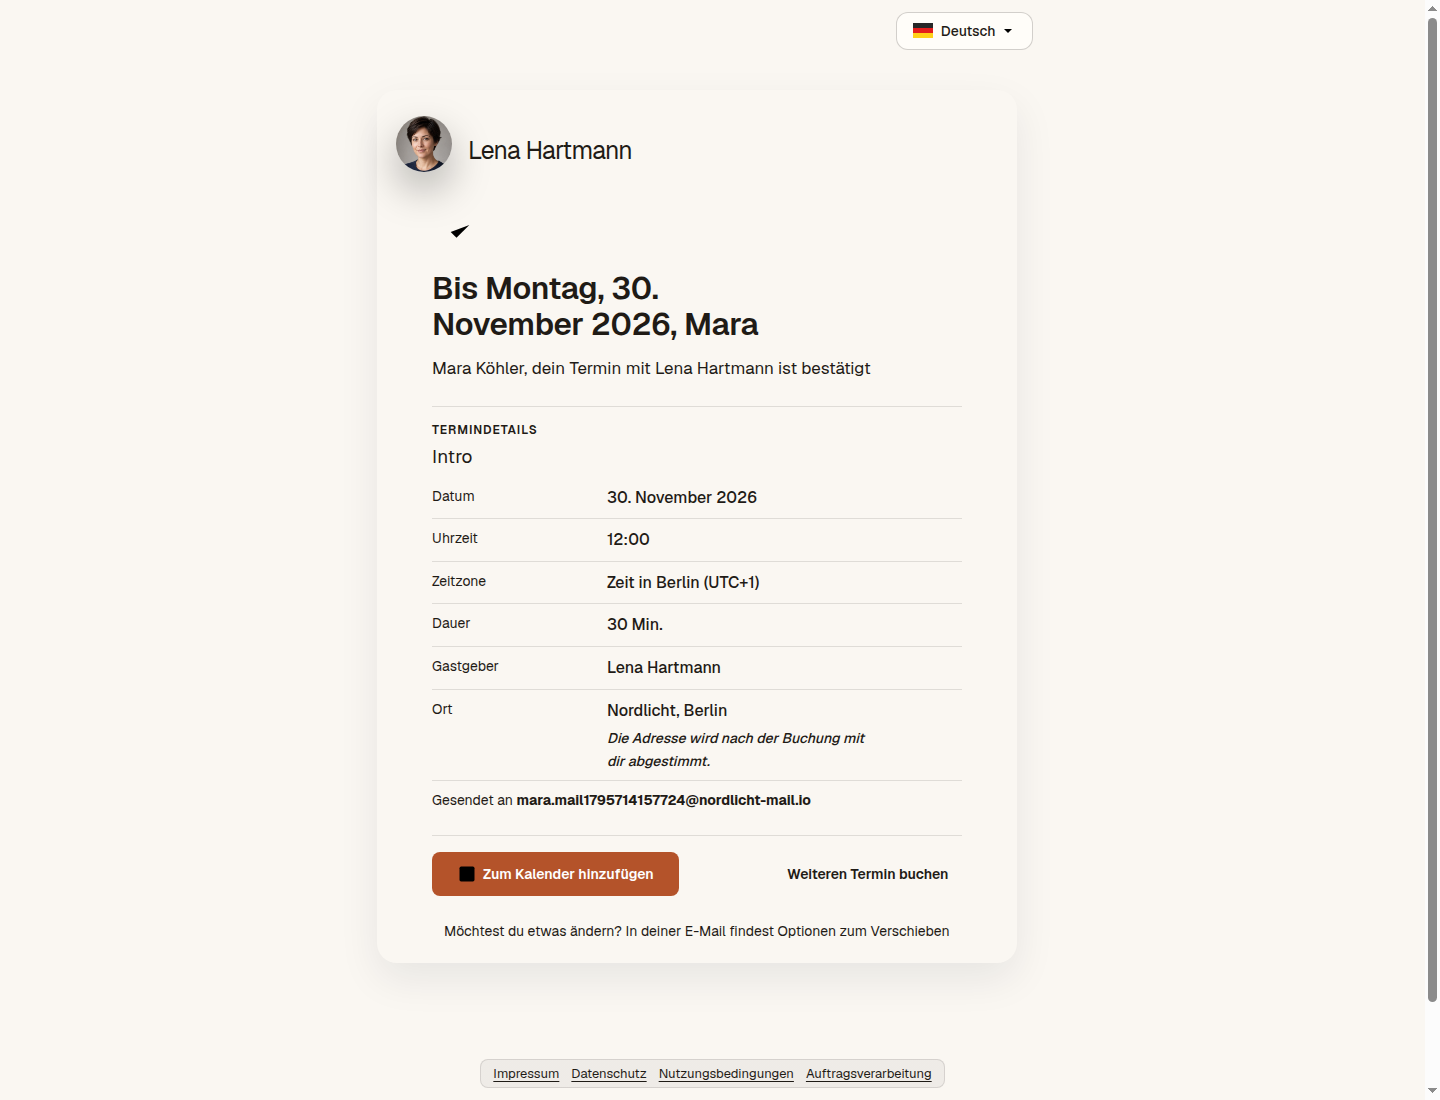 Deutsch
Lena Hartmann
Bis Montag, 30.
November 2026, Mara
Mara Köhler, dein Termin mit Lena Hartmann ist bestätigt
TERMINDETAILS
Intro
Datum 30. November 2026
Uhrzeit 12:00
Zeitzone Zeit in Berlin (UTC+1)
Dauer 30 Min.
Gastgeber Lena Hartmann
Ort Nordlicht, Berlin
Die Adresse wird nach der Buchung mit
dir abgestimmt.
Gesendet an mara.mail1795714157724@nordlicht-mail.io
Zum Kalender hinzufügen Weiteren Termin buchen
Möchtest du etwas ändern? In deiner E-Mail findest Optionen zum Verschieben
Impressum Datenschutz Nutzungsbedingungen Auftragsverarbeitung